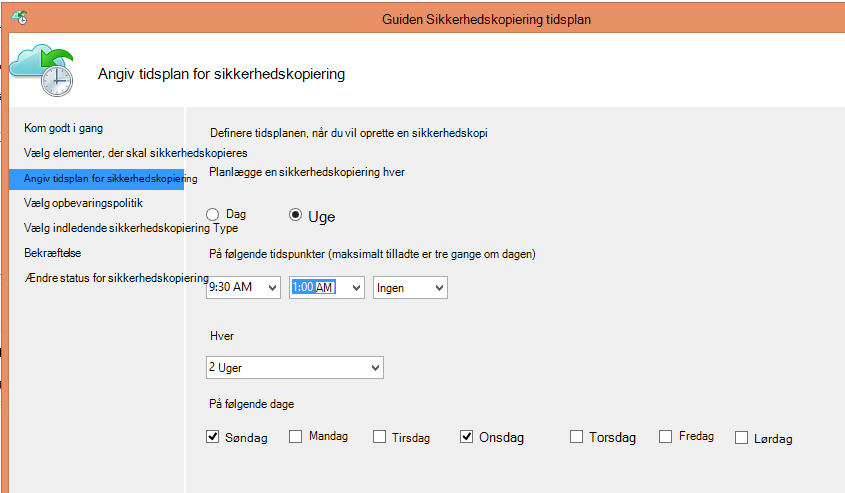 Guiden Sikkerhedskopiering tidsplan
Angiv tidsplan for sikkerhedskopiering
Kom godt i gang
Vælg elementer, der skal sikkerhedskopieres
Angiv tidsplan for sikkerhedskopiering
Vælg opbevaringspolitik
Vælg indledende sikkerhedskopiering Type
Bekræftelse
Ændre status for sikkerhedskopiering
Definere tidsplanen, når du vil oprette en sikkerhedskopi
Planlægge en sikkerhedskopiering hver
Dag Uge
På følgende tidspunkter (maksimalt tilladte er tre gange om dagen)
9:30 AM 1:00 AM Ingen
Hver
2 Uger
På følgende dage
Søndag Mandag Tirsdag Onsdag Torsdag Fredag Lørdag